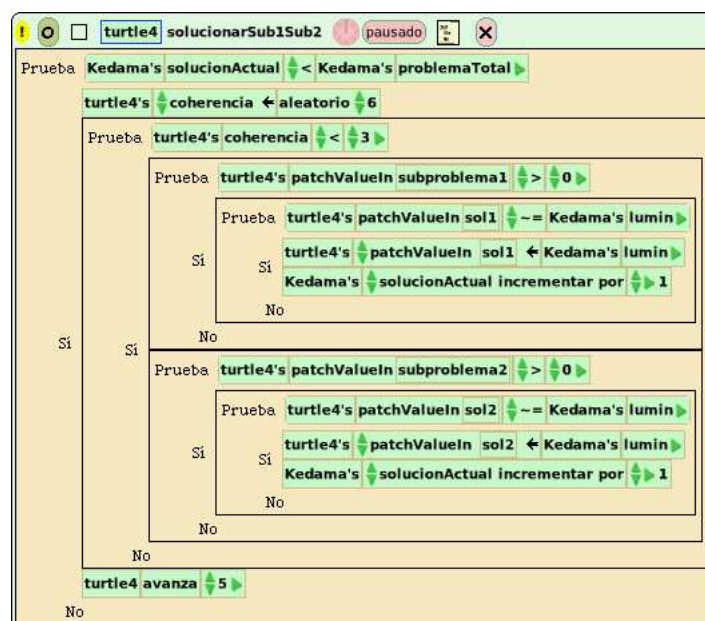 ! O turtle4 solucionarSub1Sub2 pausado
Prueba Kedama's solucionActual < Kedama's problemaTotal
turtle4's coherencia ← aleatorio 6
Prueba turtle4's coherencia < 3
Prueba turtle4's patchValueIn subproblema1 > 0
Prueba turtle4's patchValueIn sol1 ~= Kedama's lumin
Sí Sí turtle4's patchValueIn sol1 ← Kedama's lumin
Kedama's solucionActual incrementar por 1
No
No
Sí Sí
Prueba turtle4's patchValueIn subproblema2 > 0
Prueba turtle4's patchValueIn sol2 ~= Kedama's lumin
Sí Sí turtle4's patchValueIn sol2 ← Kedama's lumin
Kedama's solucionActual incrementar por 1
No
No
No
turtle4 avanza 5
No